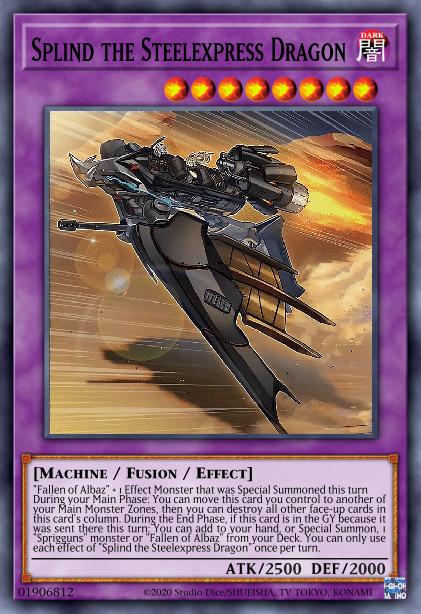 Splind the Steelexpress Dragon
DARK
闇
[Machine / Fusion / Effect]
"Fallen of Albaz" + 1 Effect Monster that was Special Summoned this turn
During your Main Phase: You can move this card you control to another of
your Main Monster Zones, then you can destroy all other face-up cards in
this card's column. During the End Phase, if this card is in the GY because it
was sent there this turn: You can add to your hand, or Special Summon, 1
"Sprigguns" monster or "Fallen of Albaz" from your Deck. You can only use
each effect of "Splind the Steelexpress Dragon" once per turn.
ATK/2500 DEF/2000
01906812
©2020 Studio Dice/SHUEISHA, TV TOKYO, KONAMI